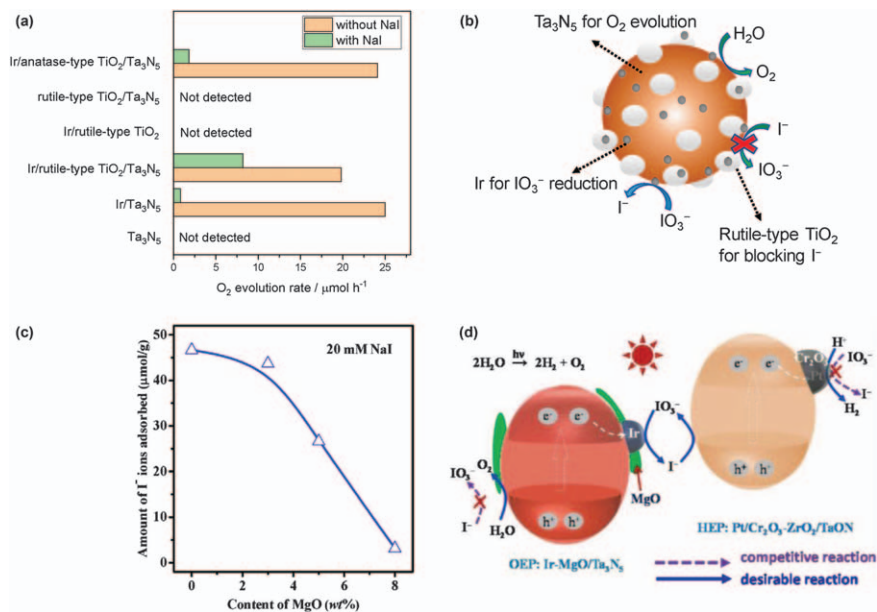 (a)
without NaI
with NaI
Ir/anatase-type TiO₂/Ta₃N₅
rutile-type TiO₂/Ta₃N₅ Not detected
Ir/rutile-type TiO₂ Not detected
Ir/rutile-type TiO₂/Ta₃N₅
Ir/Ta₃N₅
Ta₃N₅ Not detected
0 5 10 15 20 25 30
O₂ evolution rate / μmol h⁻¹
(b)
Ta₃N₅ for O₂ evolution
H₂O
O₂
I⁻
IO₃⁻
Ir for IO₃⁻ reduction
I⁻
IO₃⁻
Rutile-type TiO₂
for blocking I⁻
(c)
20 mM NaI
Amount of I⁻ ions adsorbed (μmol/g)
50
40
30
20
10
0
0 2 4 6 8
Content of MgO (wt%)
(d)
2H₂O hν→ 2H₂ + O₂
e⁻ e⁻
Cr₂O₃
Pt
H⁺
IO₃⁻
I⁻
H₂
e⁻ e⁻
Ir
IO₃⁻
I⁻
h⁺ h⁺
MgO
IO₃⁻
O₂
I⁻
H₂O
h⁺ h⁺
HEP: Pt/Cr₂O₃-ZrO₂/TaON
OEP: Ir-MgO/Ta₃N₅
competitive reaction
desirable reaction